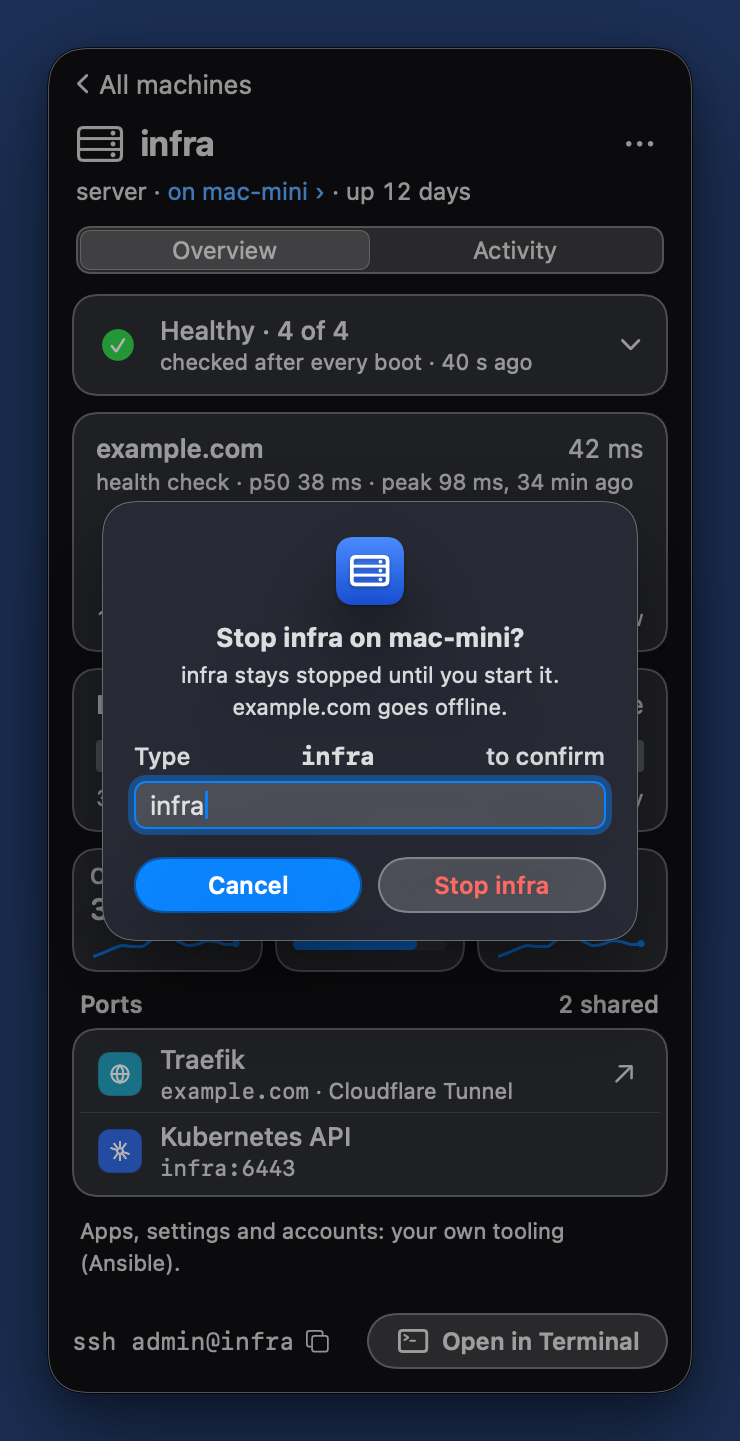 All machines
infra
server · on mac-mini › · up 12 days
Overview
Activity
Healthy · 4 of 4
checked after every boot · 40 s ago
example.com
42 ms
health check · p50 38 ms · peak 98 ms, 34 min ago
Stop infra on mac-mini?
infra stays stopped until you start it.
example.com goes offline.
Type infra to confirm
infra
Cancel
Stop infra
Ports
2 shared
Traefik
example.com · Cloudflare Tunnel
Kubernetes API
infra:6443
Apps, settings and accounts: your own tooling
(Ansible).
ssh admin@infra
Open in Terminal